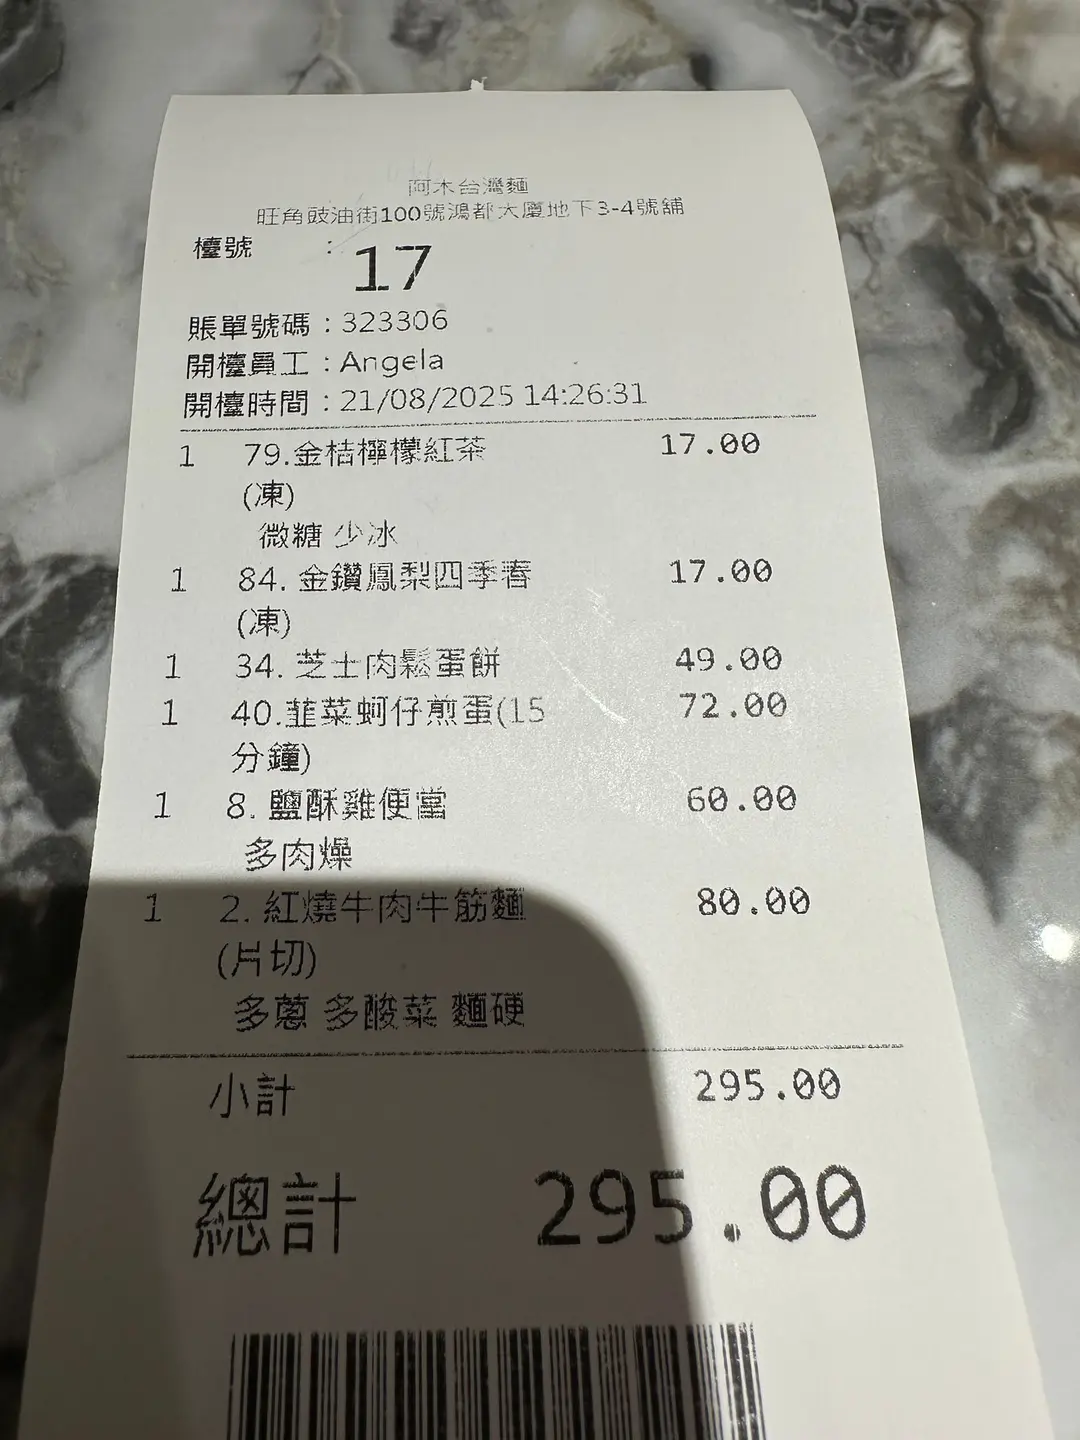 阿木台灣麵
旺角豉油街100號鴻都大廈地下3-4號舖
檯號 : 17
賬單號碼 : 323306
開檯員工 : Angela
開檯時間 : 21/08/2025 14:26:31
1 79.金桔檸檬紅茶 17.00
(凍)
微糖 少冰
1 84. 金鑽鳳梨四季春 17.00
(凍)
1 34. 芝士肉鬆蛋餅 49.00
1 40.韮菜蚵仔煎蛋(15 72.00
分鐘)
1 8. 鹽酥雞便當 60.00
多肉燥
1 2. 紅燒牛肉牛筋麵 80.00
(片切)
多蔥 多酸菜 麵硬
小計 295.00
總計 295.00